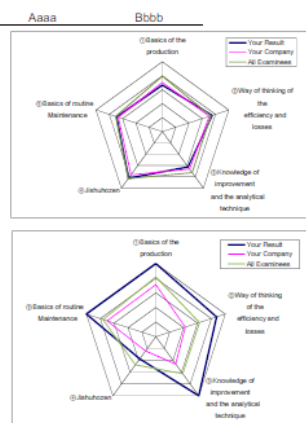 Aaaa Bbbb
①Basics of the
production
Your Result
Your Company
All Examinees
②Way of thinking
of the
efficiency and
losses
③Knowledge of
improvement
and the analytical
technique
④Jishuhozen
⑤Basics of routine
Maintenance
①Basics of the
production
Your Result
Your Company
All Examinees
②Way of thinking
of the
efficiency and
losses
③Knowledge of
improvement
and the analytical
technique
④Jishuhozen
⑤Basics of routine
Maintenance